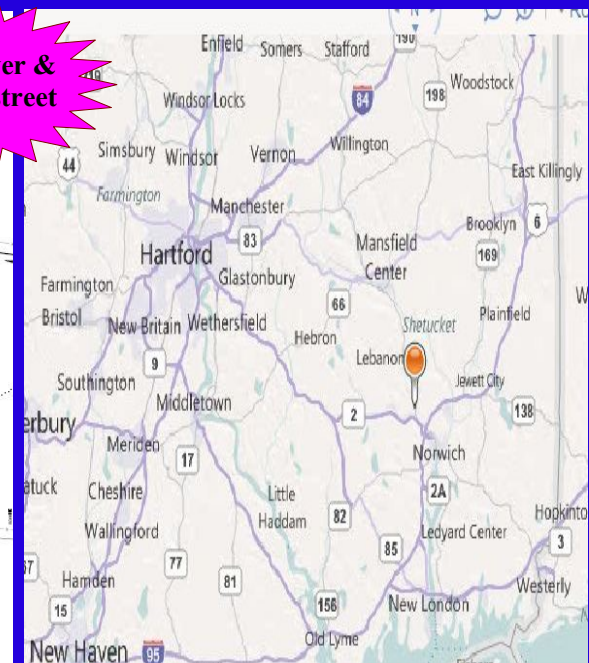 N
er &
treet
Enfield
Somers
Stafford
190
Windsor Locks
84
198
Woodstock
44
Simsbury
Windsor
Vernon
Willington
East Killingly
Farmington
Manchester
Hartford
83
Mansfield
Center
Brooklyn
6
169
Farmington
Glastonbury
Bristol
New Britain
Wethersfield
66
Hebron
Shetucket
Plainfield
W
9
Lebanon
Jewett City
Southington
Middletown
2
138
erbury
Meriden
17
Norwich
atuck
Cheshire
Little
Haddam
82
2A
Wallingford
Ledyard Center
Hopkinto
85
3
67
77
81
Hamden
156
New London
Westerly
15
Old Lyme
New Haven
95